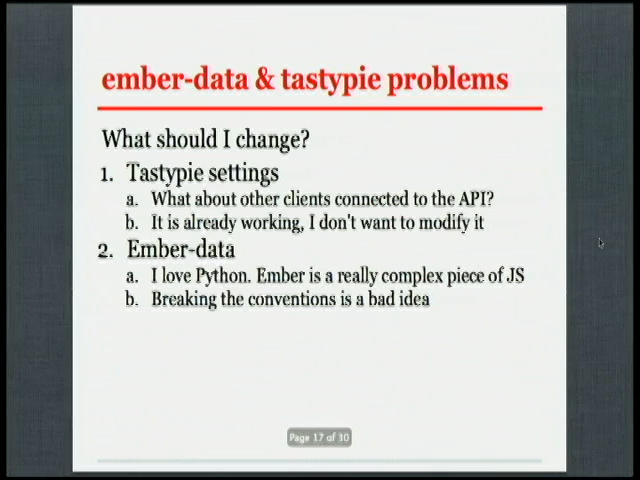 ember-data & tastypie problems
What should I change?
1. Tastypie settings
a. What about other clients connected to the API?
b. It is already working, I don't want to modify it
2. Ember-data
a. I love Python. Ember is a really complex piece of JS
b. Breaking the conventions is a bad idea
Page 17 of 30